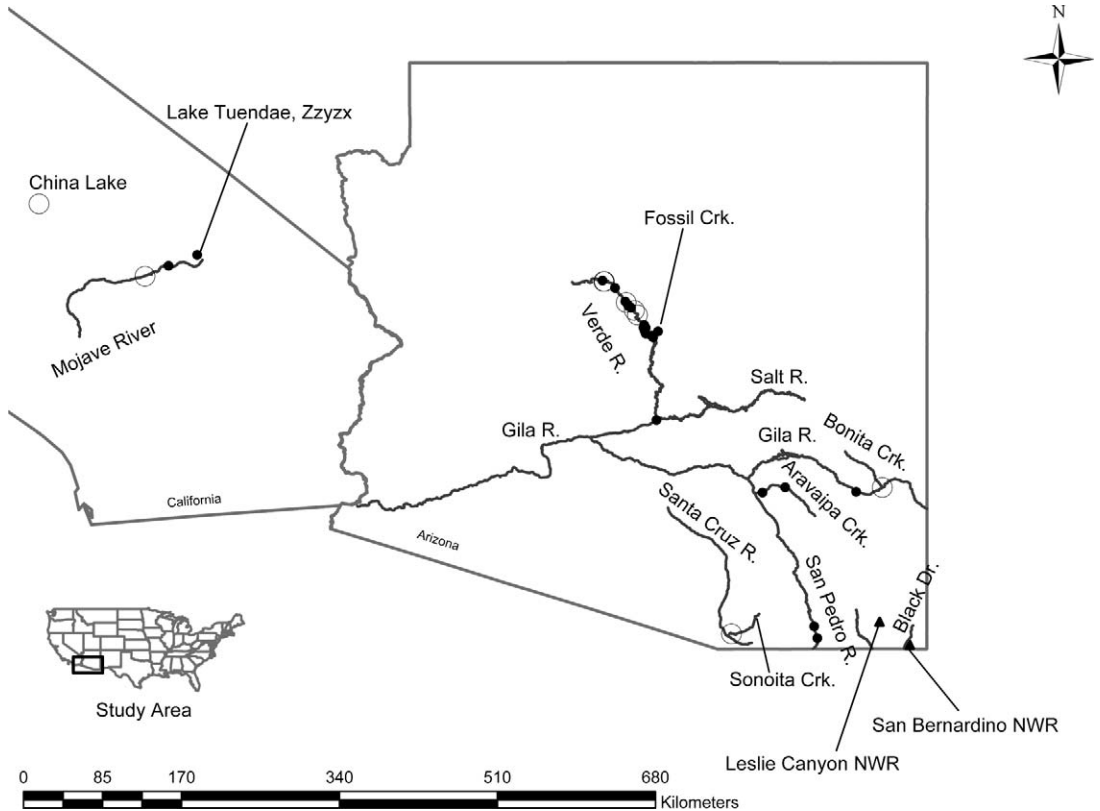 N
Lake Tuendae, Zzyzx
China Lake
Fossil Crk.
Mojave River
Verde R.
Salt R.
Gila R.
Gila R.
Bonita Crk.
Aravaipa Crk.
Santa Cruz R.
California
Arizona
San Pedro R.
Black Dr.
Sonoita Crk.
Study Area
San Bernardino NWR
Leslie Canyon NWR
0 85 170 340 510 680
Kilometers